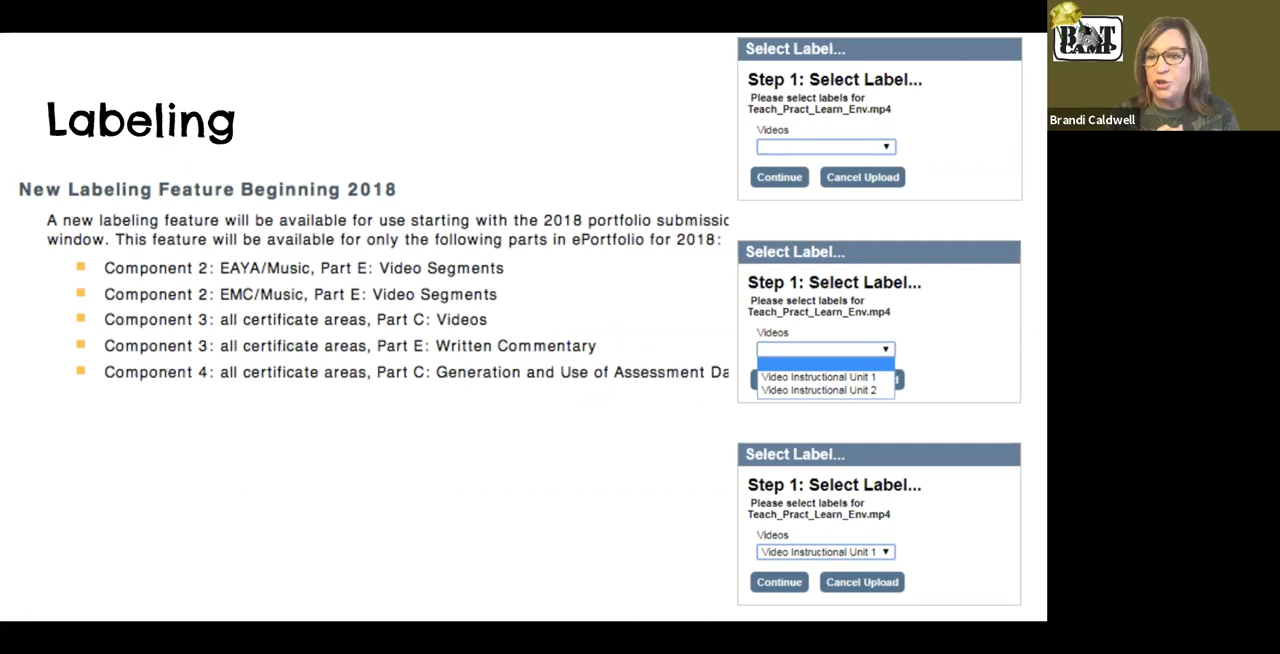 Labeling
New Labeling Feature Beginning 2018
A new labeling feature will be available for use starting with the 2018 portfolio submissic
window. This feature will be available for only the following parts in ePortfolio for 2018:
Component 2: EAYA/Music, Part E: Video Segments
Component 2: EMC/Music, Part E: Video Segments
Component 3: all certificate areas, Part C: Videos
Component 3: all certificate areas, Part E: Written Commentary
Component 4: all certificate areas, Part C: Generation and Use of Assessment Da
Select Label...
Step 1: Select Label...
Please select labels for
Teach_Pract_Learn_Env.mp4
Videos
Continue Cancel Upload
Select Label...
Step 1: Select Label...
Please select labels for
Teach_Pract_Learn_Env.mp4
Videos
Video Instructional Unit 1
Video Instructional Unit 2
Select Label...
Step 1: Select Label...
Please select labels for
Teach_Pract_Learn_Env.mp4
Videos
Video Instructional Unit 1
Continue Cancel Upload
CAMP
Brandi Caldwell